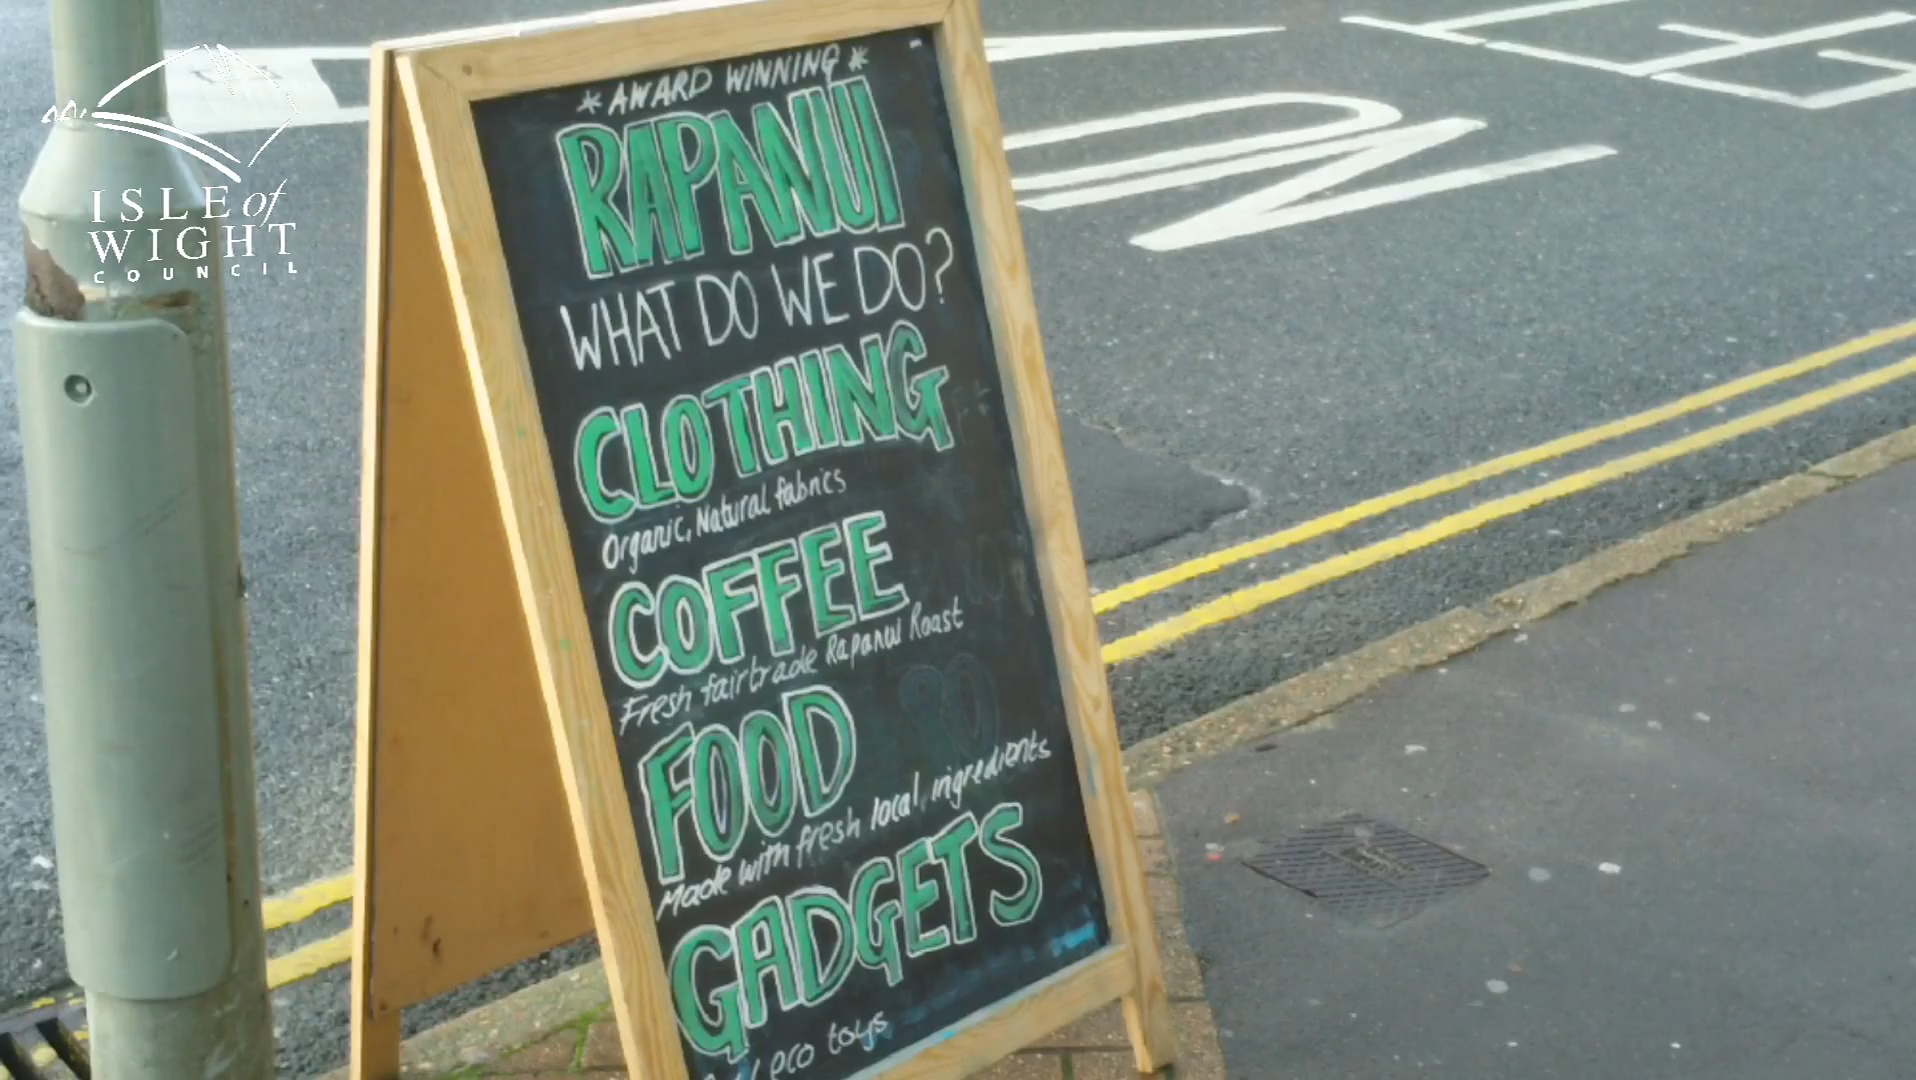 ISLE of
WIGHT
COUNCIL
* AWARD WINNING *
RAPANUI
WHAT DO WE DO?
CLOTHING
Organic, Natural fabrics
COFFEE
Fresh fairtrade Rapanui Roast
FOOD
Made with fresh local, ingredients
GADGETS
eco toys